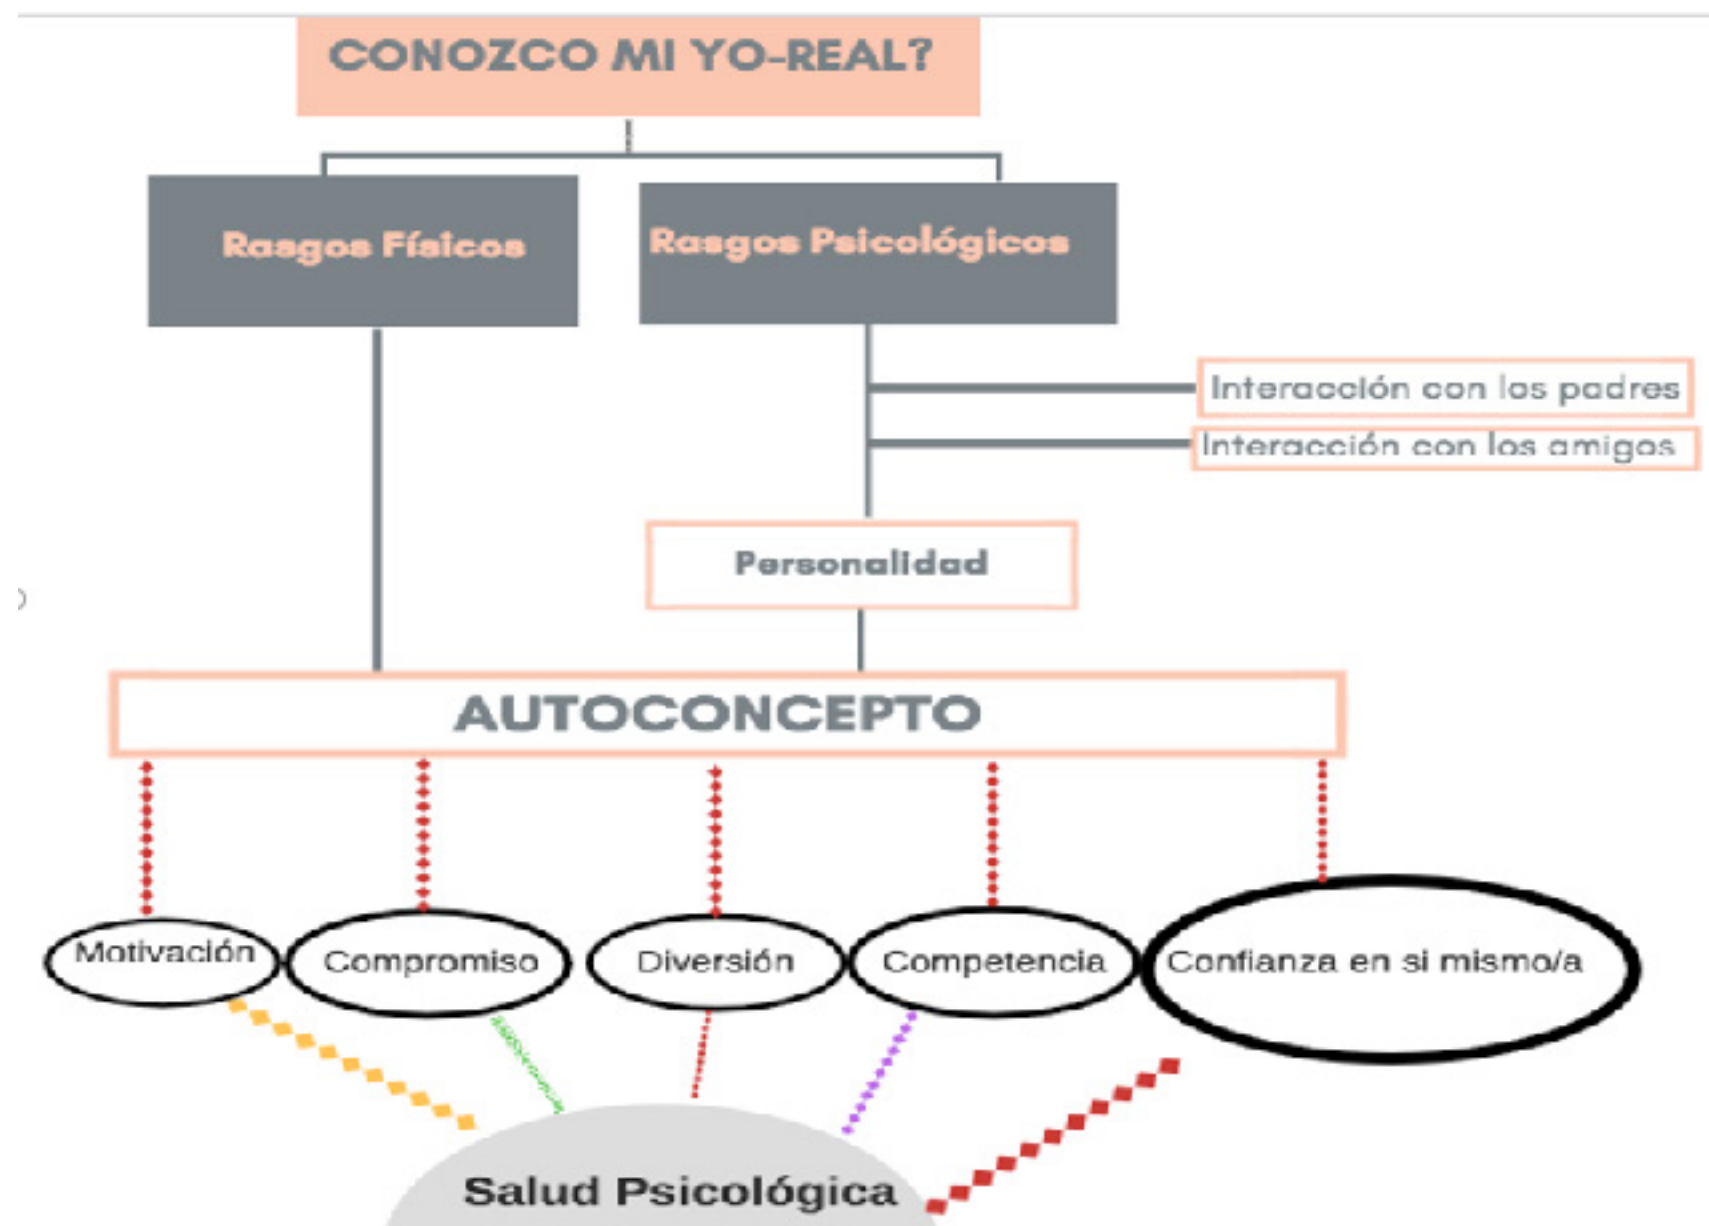 CONOZCO MI YO-REAL?
Rasgos Físicos
Rasgos Psicológicos
Interacción con los padres
Interacción con los amigos
Personalidad
AUTOCONCEPTO
Motivación
Compromiso
Diversión
Competencia
Confianza en si mismo/a
Salud Psicológica